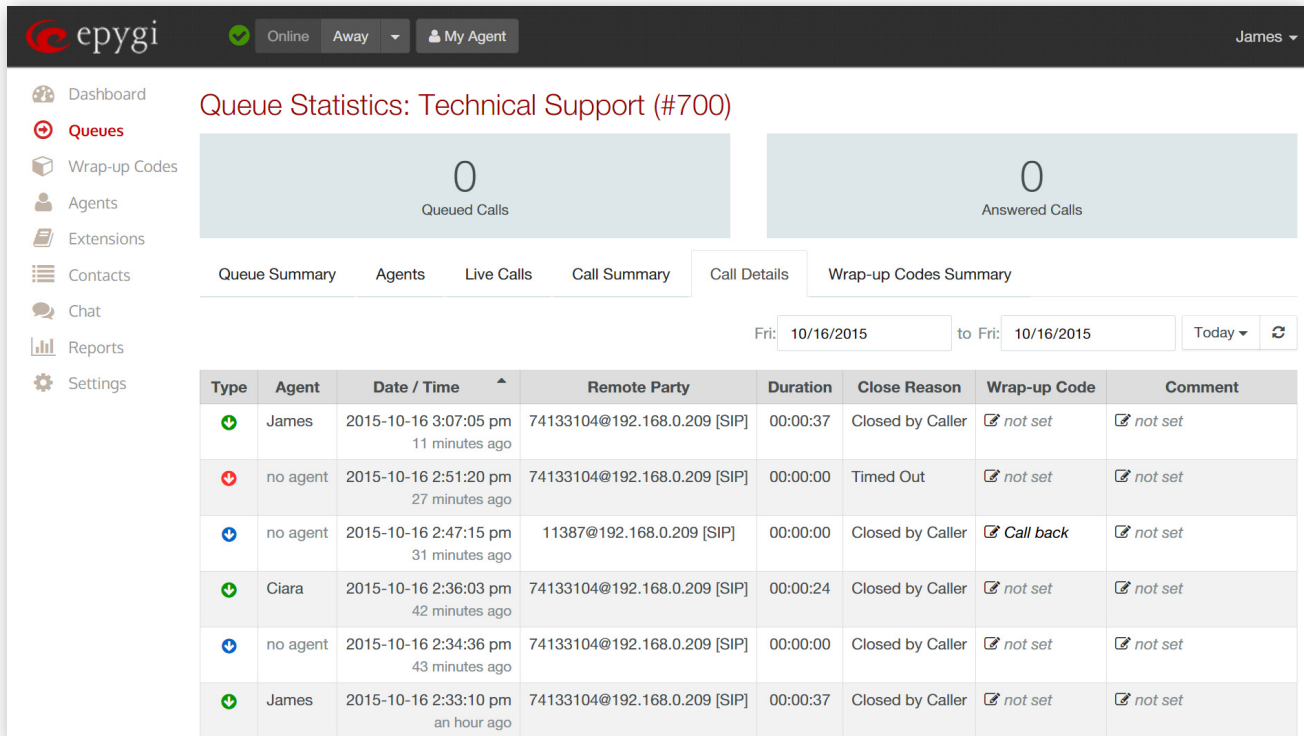 epygi
Online Away My Agent
James
Dashboard
Queues
Wrap-up Codes
Agents
Extensions
Contacts
Chat
Reports
Settings
Queue Statistics: Technical Support (#700)
0
Queued Calls
0
Answered Calls
Queue Summary Agents Live Calls Call Summary Call Details Wrap-up Codes Summary
Fri: 10/16/2015 to Fri: 10/16/2015 Today
Type Agent Date / Time Remote Party Duration Close Reason Wrap-up Code Comment
James 2015-10-16 3:07:05 pm 74133104@192.168.0.209 [SIP] 00:00:37 Closed by Caller not set not set
11 minutes ago
no agent 2015-10-16 2:51:20 pm 74133104@192.168.0.209 [SIP] 00:00:00 Timed Out not set not set
27 minutes ago
no agent 2015-10-16 2:47:15 pm 11387@192.168.0.209 [SIP] 00:00:00 Closed by Caller Call back not set
31 minutes ago
Ciara 2015-10-16 2:36:03 pm 74133104@192.168.0.209 [SIP] 00:00:24 Closed by Caller not set not set
42 minutes ago
no agent 2015-10-16 2:34:36 pm 74133104@192.168.0.209 [SIP] 00:00:00 Closed by Caller not set not set
43 minutes ago
James 2015-10-16 2:33:10 pm 74133104@192.168.0.209 [SIP] 00:00:37 Closed by Caller not set not set
an hour ago